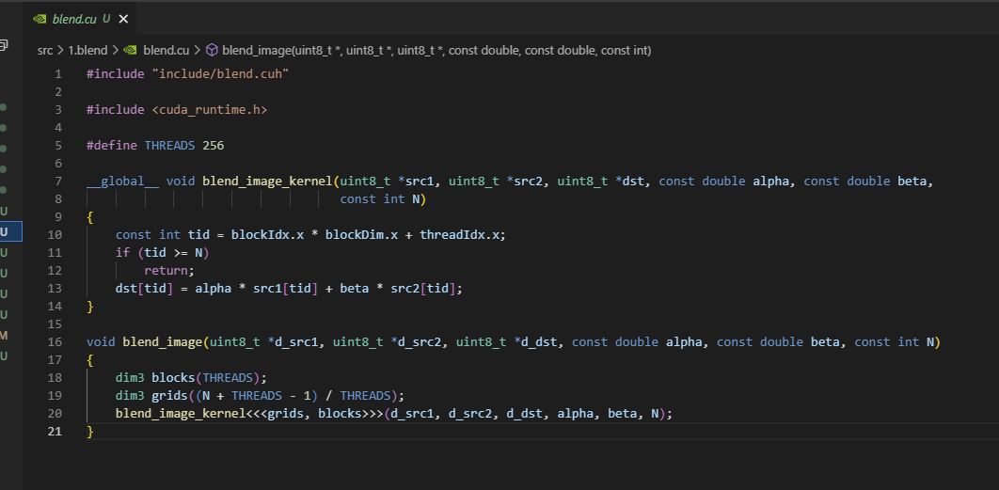 blend.cu U ×
src > 1.blend > blend.cu > blend_image(uint8_t *, uint8_t *, uint8_t *, const double, const double, const int)
1 #include "include/blend.cuh"
2
3 #include <cuda_runtime.h>
4
5 #define THREADS 256
6
7 __global__ void blend_image_kernel(uint8_t *src1, uint8_t *src2, uint8_t *dst, const double alpha, const double beta,
8 const int N)
9 {
10 const int tid = blockIdx.x * blockDim.x + threadIdx.x;
11 if (tid >= N)
12 return;
13 dst[tid] = alpha * src1[tid] + beta * src2[tid];
14 }
15
16 void blend_image(uint8_t *d_src1, uint8_t *d_src2, uint8_t *d_dst, const double alpha, const double beta, const int N)
17 {
18 dim3 blocks(THREADS);
19 dim3 grids((N + THREADS - 1) / THREADS);
20 blend_image_kernel<<<grids, blocks>>>(d_src1, d_src2, d_dst, alpha, beta, N);
21 }
U
U
U
U
U
U
M
U